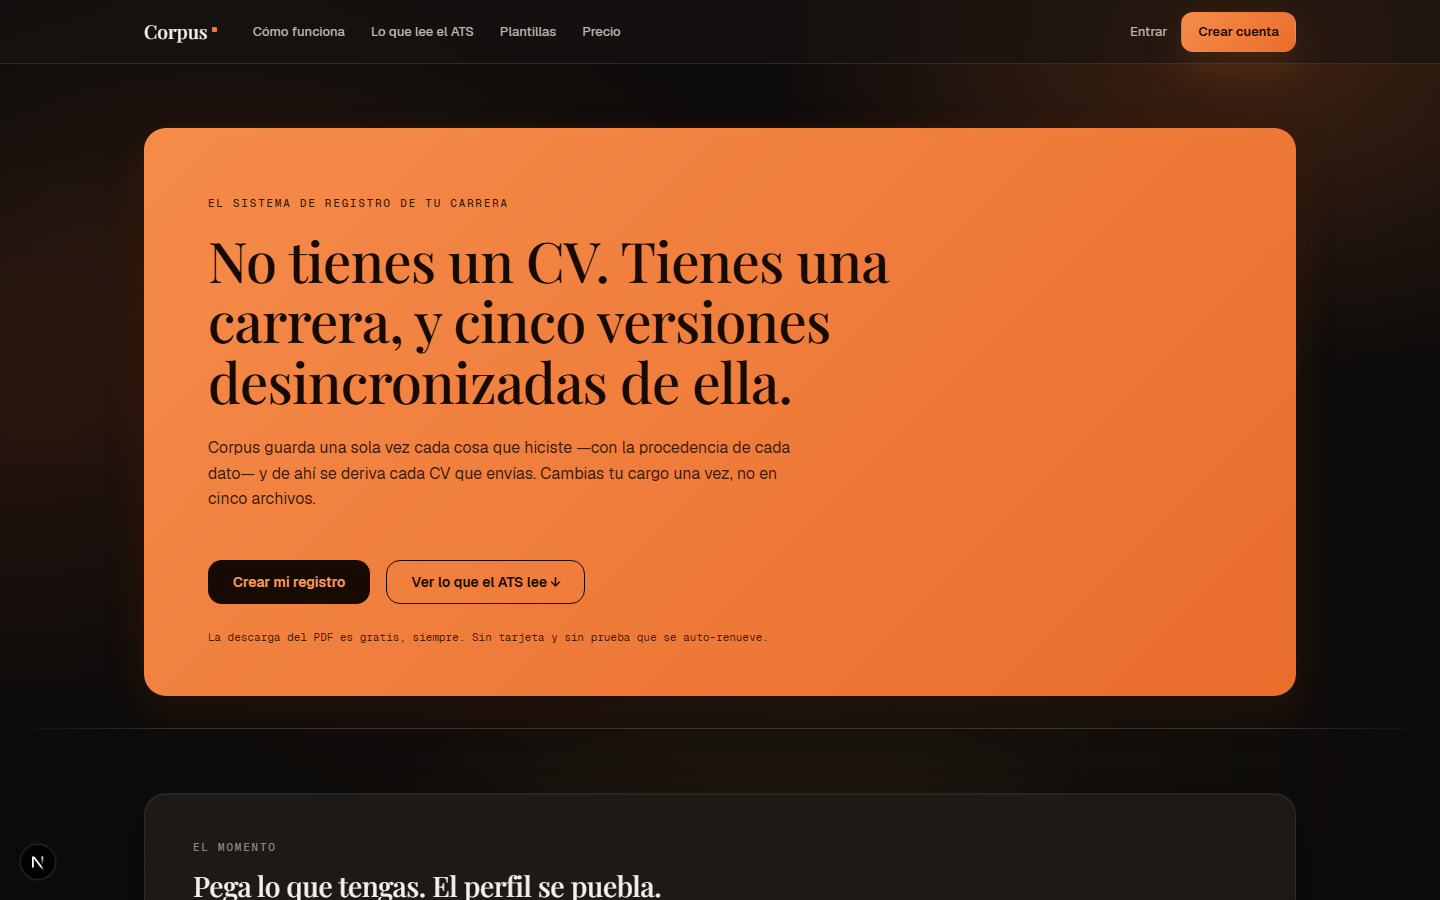 Corpus
Cómo funciona
Lo que lee el ATS
Plantillas
Precio
Entrar
Crear cuenta
EL SISTEMA DE REGISTRO DE TU CARRERA
No tienes un CV. Tienes una
carrera, y cinco versiones
desincronizadas de ella.
Corpus guarda una sola vez cada cosa que hiciste —con la procedencia de cada
dato— y de ahí se deriva cada CV que envías. Cambias tu cargo una vez, no en
cinco archivos.
Crear mi registro
Ver lo que el ATS lee ↓
La descarga del PDF es gratis, siempre. Sin tarjeta y sin prueba que se auto-renueve.
EL MOMENTO
Pega lo que tengas. El perfil se puebla.
N